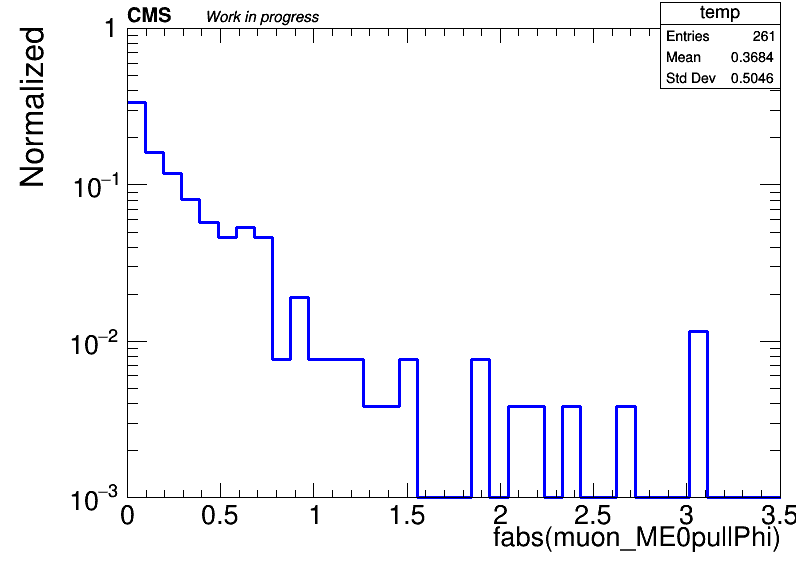 CMS Work in progress
temp
Entries 261
Mean 0.3684
Std Dev 0.5046
Normalized
1
10⁻¹
10⁻²
10⁻³
0 0.5 1 1.5 2 2.5 3 3.5
fabs(muon_ME0pullPhi)